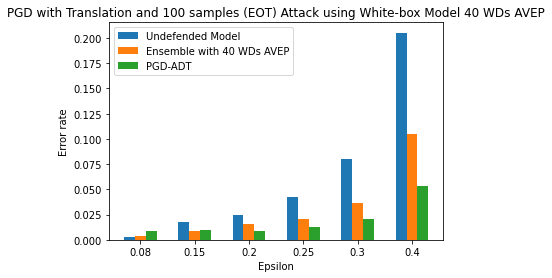 PGD with Translation and 100 samples (EOT) Attack using White-box Model 40 WDs AVEP
Undefended Model
Ensemble with 40 WDs AVEP
PGD-ADT
Error rate
0.200
0.175
0.150
0.125
0.100
0.075
0.050
0.025
0.000
0.08 0.15 0.2 0.25 0.3 0.4
Epsilon